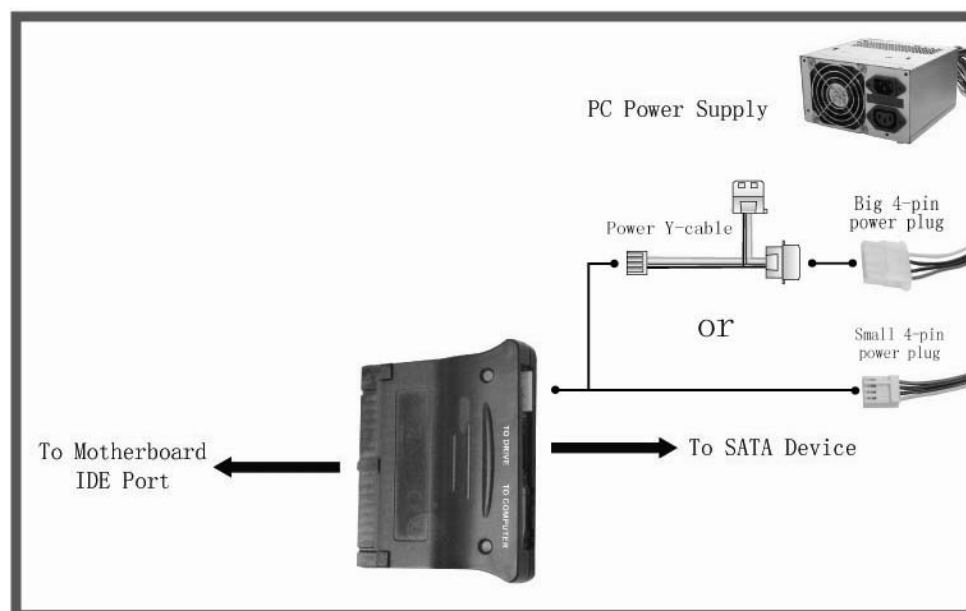 PC Power Supply
Big 4-pin
power plug
Power Y-cable
or
Small 4-pin
power plug
To Motherboard
IDE Port
To SATA Device
TO DRIVE
TO COMPUTER